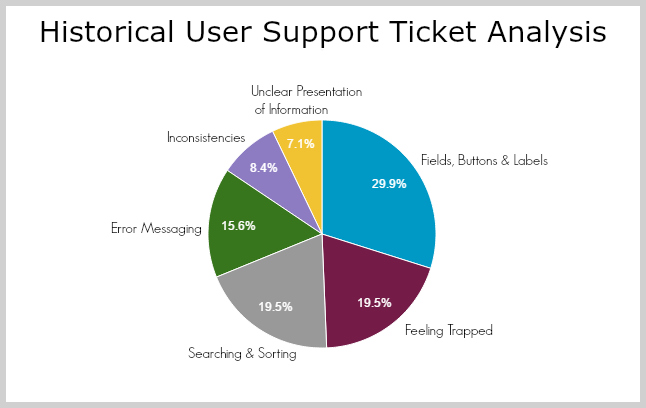 Historical User Support Ticket Analysis
Unclear Presentation
of Information
7.1%
Inconsistencies
8.4%
Fields, Buttons & Labels
29.9%
Error Messaging
15.6%
19.5%
19.5%
Feeling Trapped
Searching & Sorting